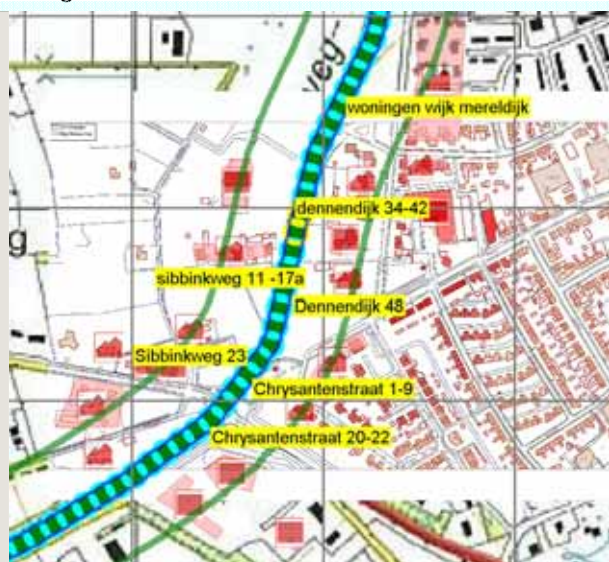 veg
woningen wijk mereldijk
dennendijk 34-42
g
sibbinkweg 11 -17a
Dennendijk 48
Sibbinkweg 23
Chrysantenstraat 1-9
Chrysantenstraat 20-22